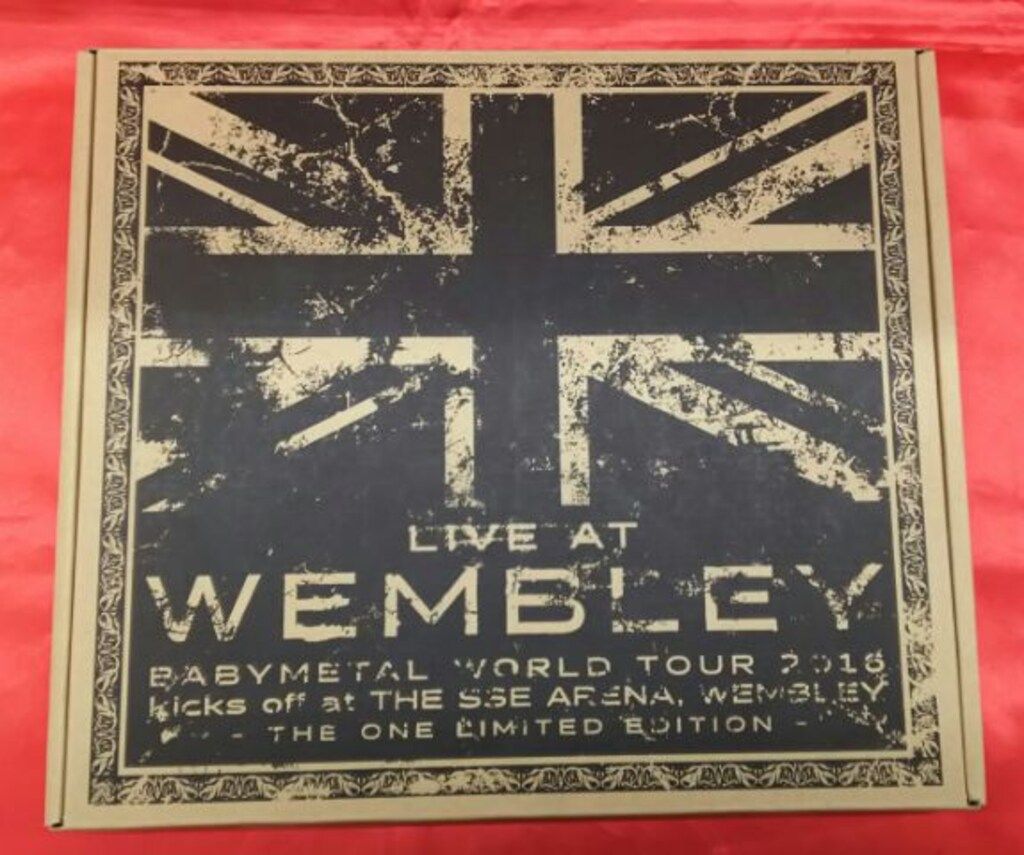 LIVE AT
WEMBLEY
BABYMETAL WORLD TOUR 2016
kicks off at THE SSE ARENA, WEMBLEY
- THE ONE LIMITED EDITION -